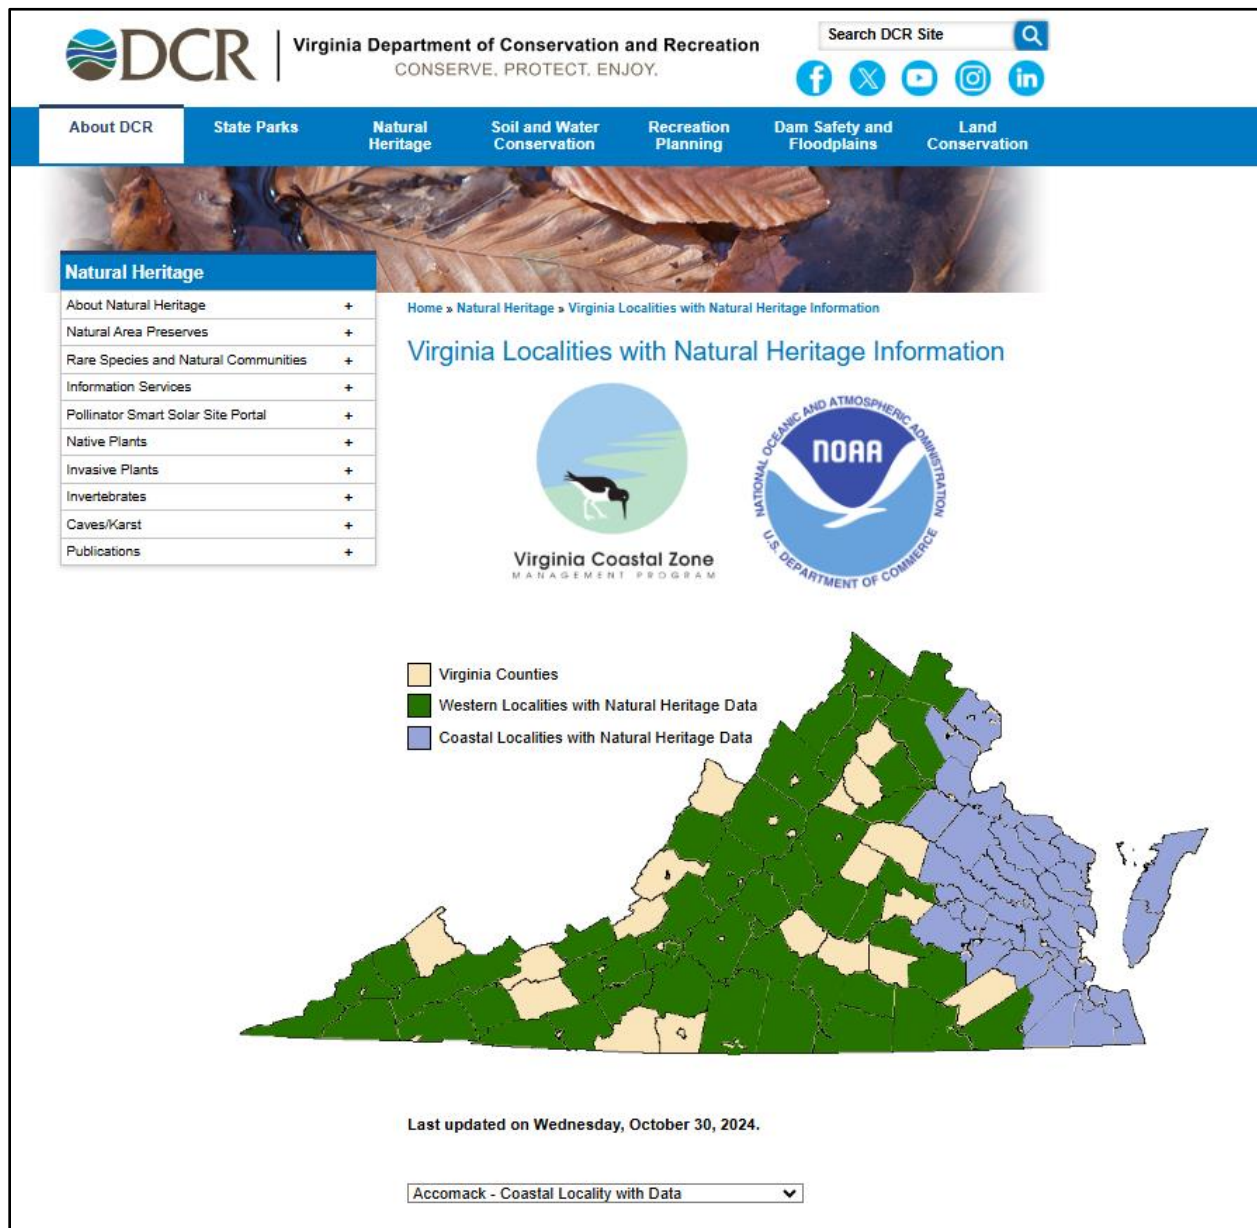 DCR
Virginia Department of Conservation and Recreation
CONSERVE. PROTECT. ENJOY.
Search DCR Site
About DCR
State Parks
Natural
Heritage
Soil and Water
Conservation
Recreation
Planning
Dam Safety and
Floodplains
Land
Conservation
Natural Heritage
About Natural Heritage +
Natural Area Preserves +
Rare Species and Natural Communities +
Information Services +
Pollinator Smart Solar Site Portal +
Native Plants +
Invasive Plants +
Invertebrates +
Caves/Karst +
Publications +
Home » Natural Heritage » Virginia Localities with Natural Heritage Information
Virginia Localities with Natural Heritage Information
Virginia Coastal Zone
MANAGEMENT PROGRAM
NATIONAL OCEANIC AND ATMOSPHERIC ADMINISTRATION
NOAA
U.S. DEPARTMENT OF COMMERCE
Virginia Counties
Western Localities with Natural Heritage Data
Coastal Localities with Natural Heritage Data
Last updated on Wednesday, October 30, 2024.
Accomack - Coastal Locality with Data